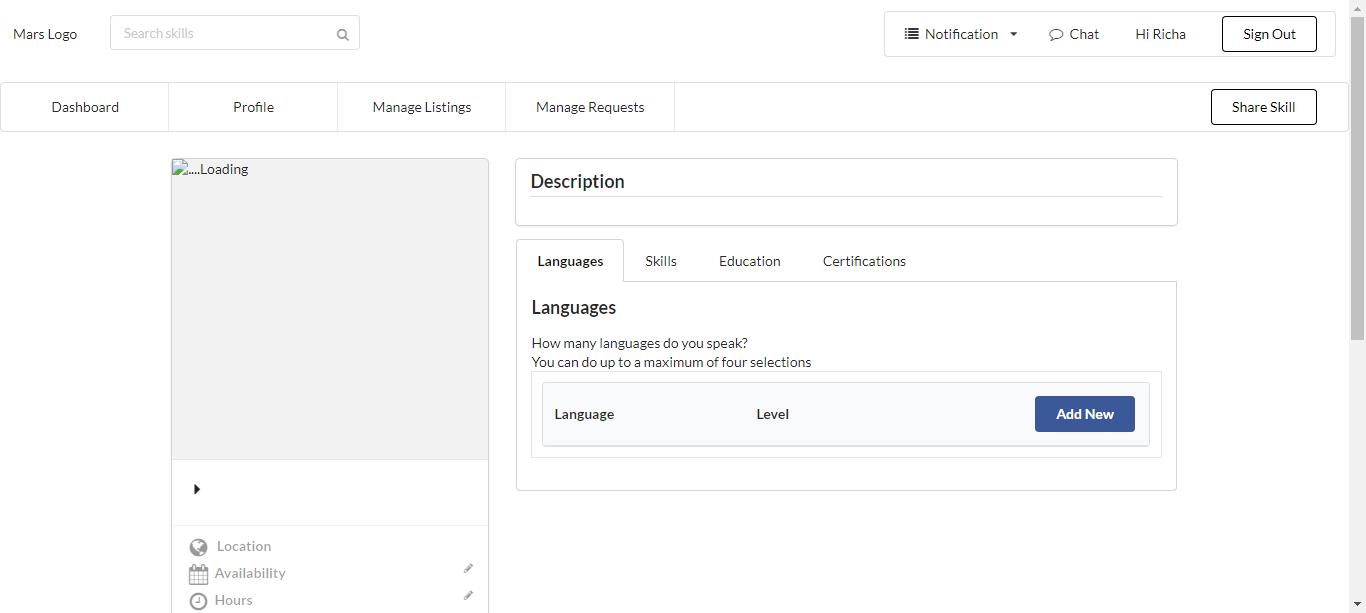 Mars Logo
Search skills
Notification
Chat
Hi Richa
Sign Out
Dashboard
Profile
Manage Listings
Manage Requests
Share Skill
....Loading
Location
Availability
Hours
Description
Languages
Skills
Education
Certifications
Languages
How many languages do you speak?
You can do up to a maximum of four selections
Language
Level
Add New